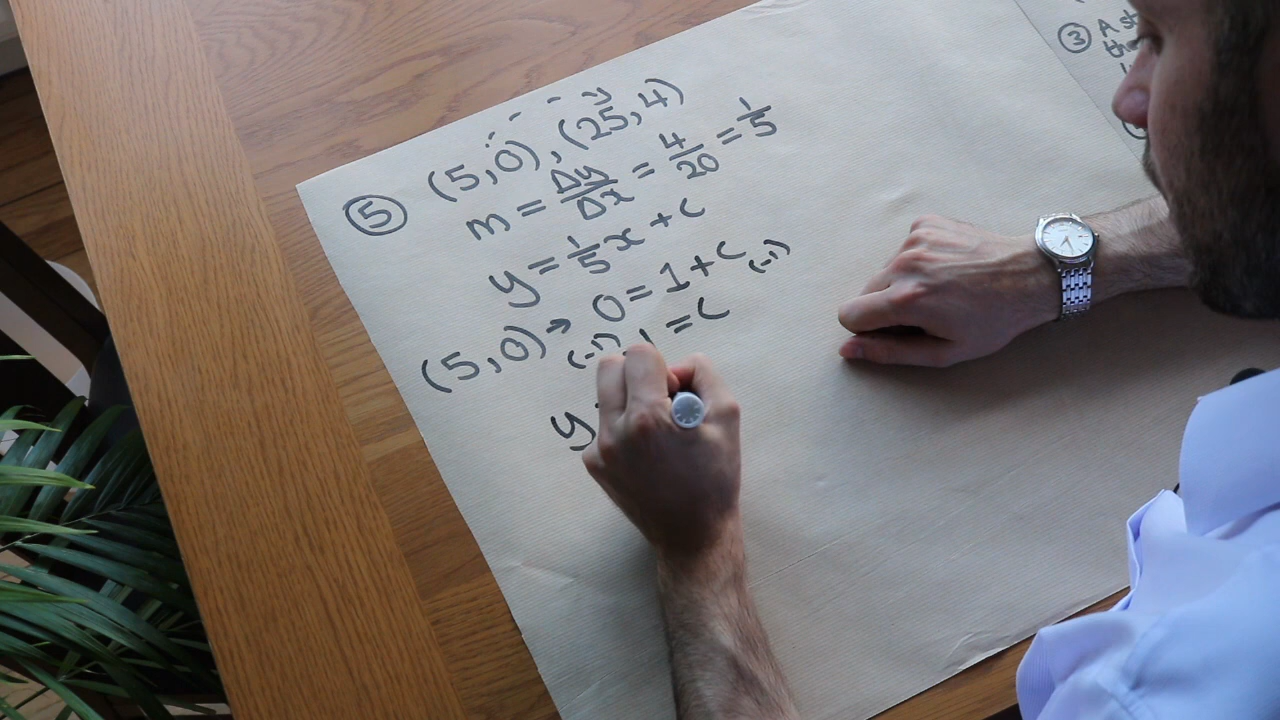 ⑤ (5,0),(25,4)
m = Δy/Δx = 4/20 = 1/5
y = 1/5 x + c
(5,0) → 0 = 1 + c (-1)
(-1) -1 = c
y
③ A st
the